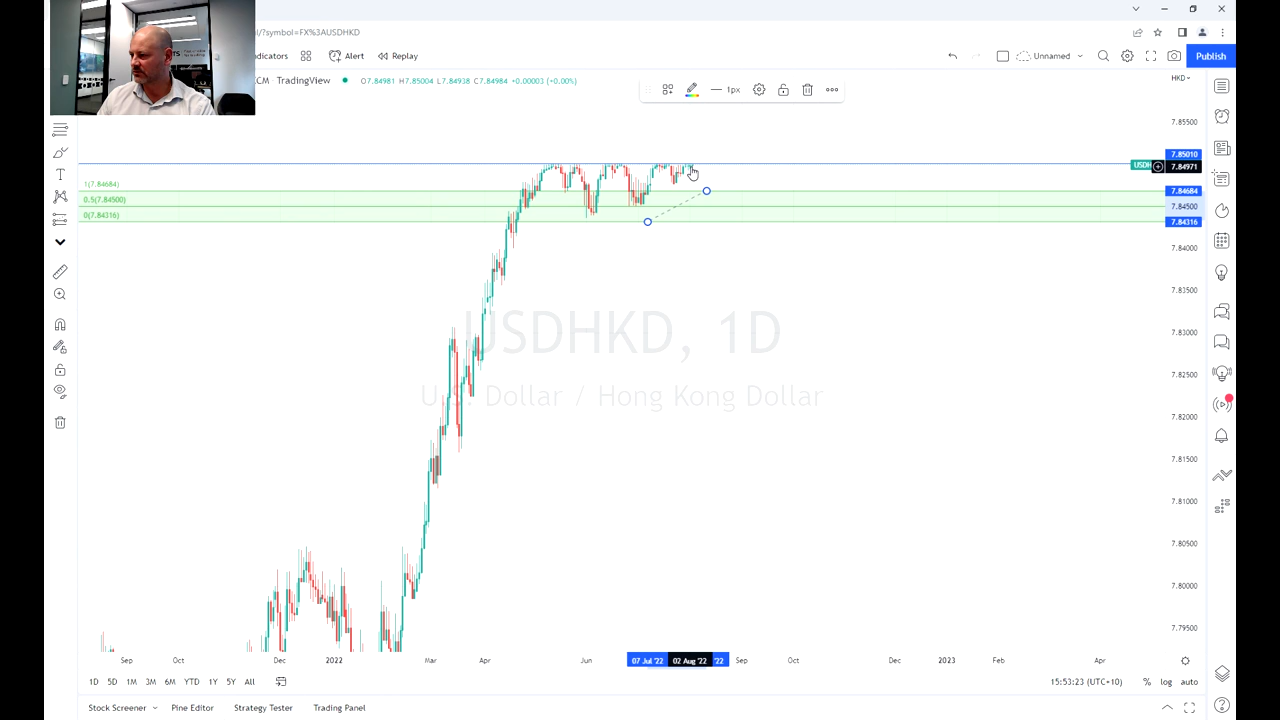 l/?symbol=FX%3AUSDHKD
ndicators Alert Replay Unnamed Publish
CM TradingView O7.84981 H7.85004 L7.84938 C7.84984 +0.00003 (+0.00%) 1px HKD
7.85500
7.85010
USDH 7.84971
1(7.84684) 7.84684
0.5(7.84500) 7.84500
0(7.84316) 7.84316
7.84000
7.83500
7.83000
USDHKD, 1D
7.82500
U.S. Dollar / Hong Kong Dollar
7.82000
7.81500
7.81000
7.80500
7.80000
7.79500
Sep Oct Dec 2022 Mar Apr Jun 07 Jul '22 02 Aug '22 '22 Sep Oct Dec 2023 Feb Apr
1D 5D 1M 3M 6M YTD 1Y 5Y All 15:53:23 (UTC+10) % log auto
Stock Screener Pine Editor Strategy Tester Trading Panel